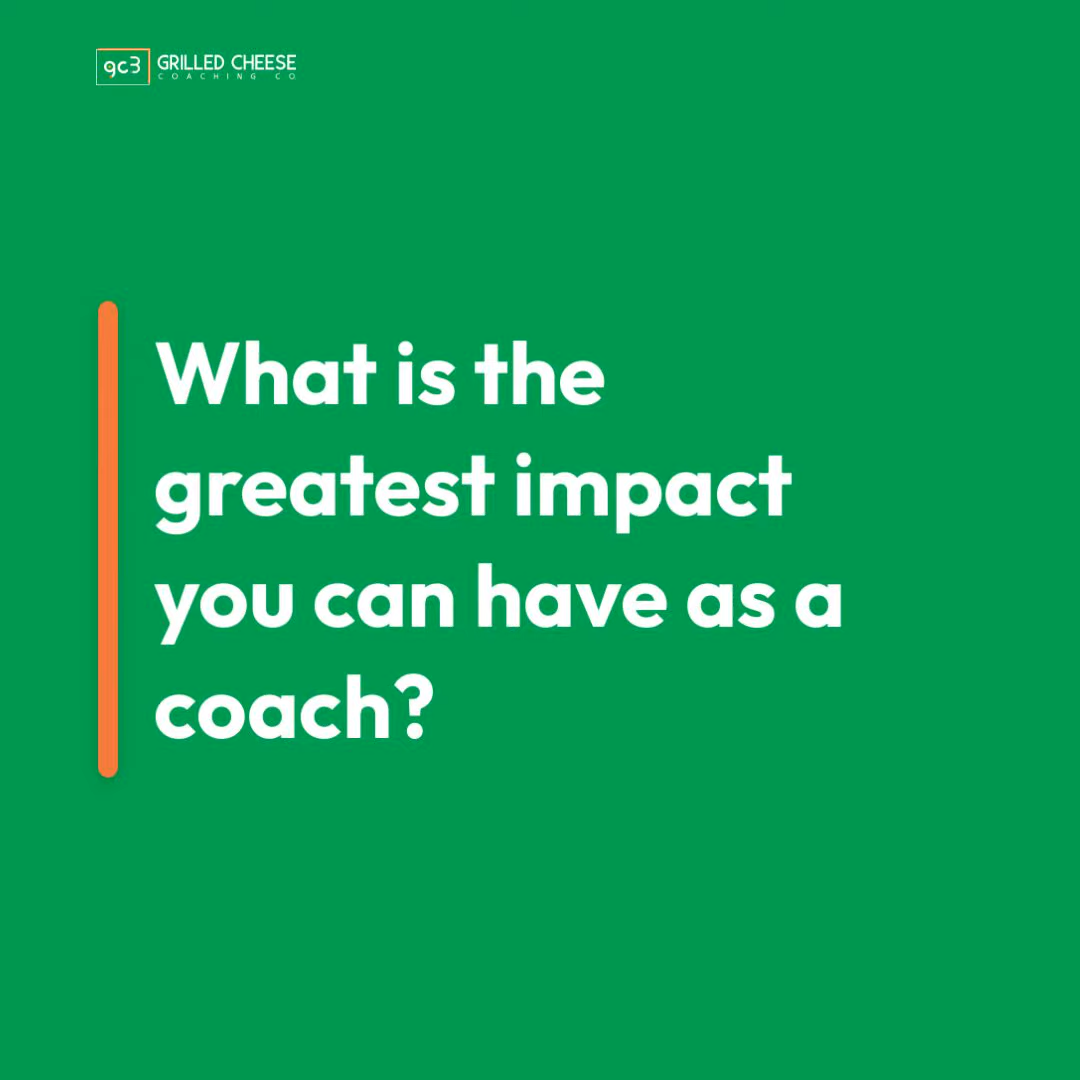 gc3 GRILLED CHEESE
COACHING CO
What is the
greatest impact
you can have as a
coach?